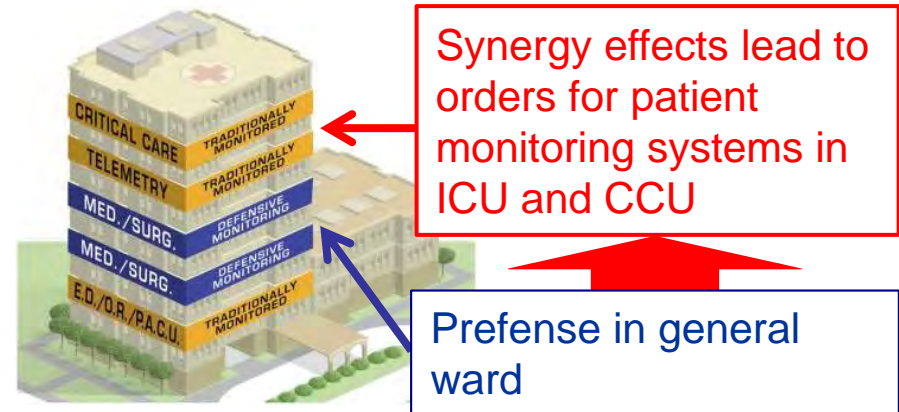 Synergy effects lead to
orders for patient
monitoring systems in
ICU and CCU
CRITICAL CARE TRADITIONALLY
MONITORED
TELEMETRY TRADITIONALLY
MONITORED
MED./SURG. DEFENSIVE
MONITORING
MED./SURG. DEFENSIVE
MONITORING
E.D./O.R./P.A.C.U. TRADITIONALLY
MONITORED
Prefense in general
ward